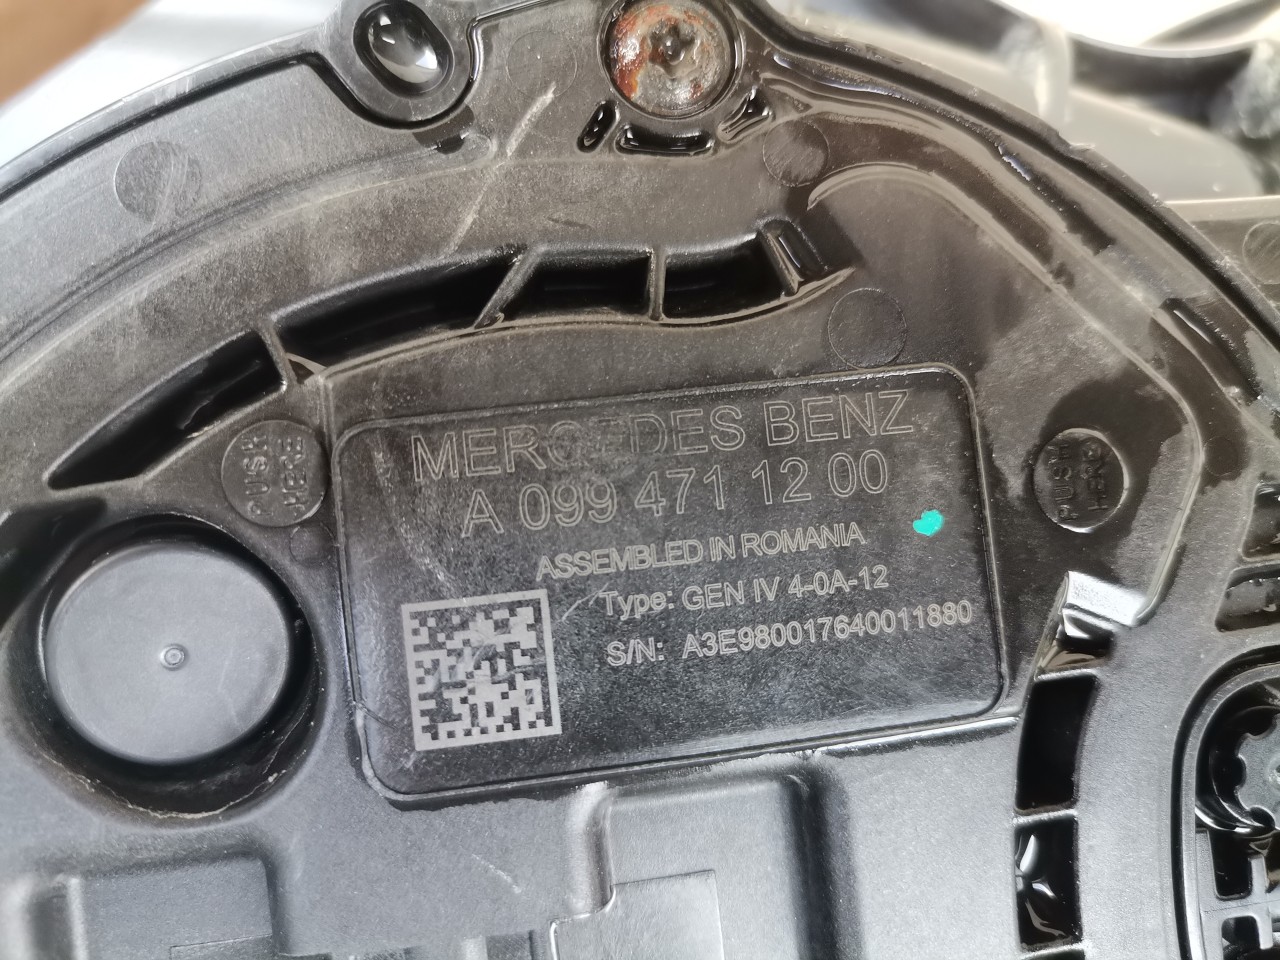 MERCEDES BENZ
A 099 471 12 00
ASSEMBLED IN ROMANIA
Type: GEN IV 4-0A-12
S/N: A3E980017640011880
PUSH
HERE
PUSH
HERE